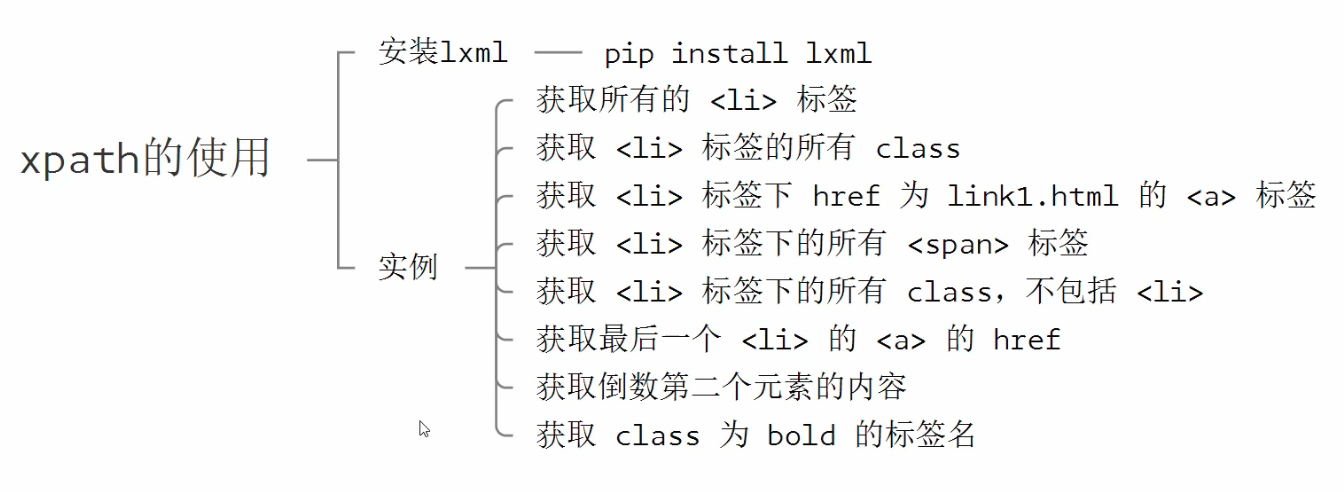 xpath的使用
安装lxml
pip install lxml
实例
获取所有的 <li> 标签
获取 <li> 标签的所有 class
获取 <li> 标签下 href 为 link1.html 的 <a> 标签
获取 <li> 标签下的所有 <span> 标签
获取 <li> 标签下的所有 class，不包括 <li>
获取最后一个 <li> 的 <a> 的 href
获取倒数第二个元素的内容
获取 class 为 bold 的标签名